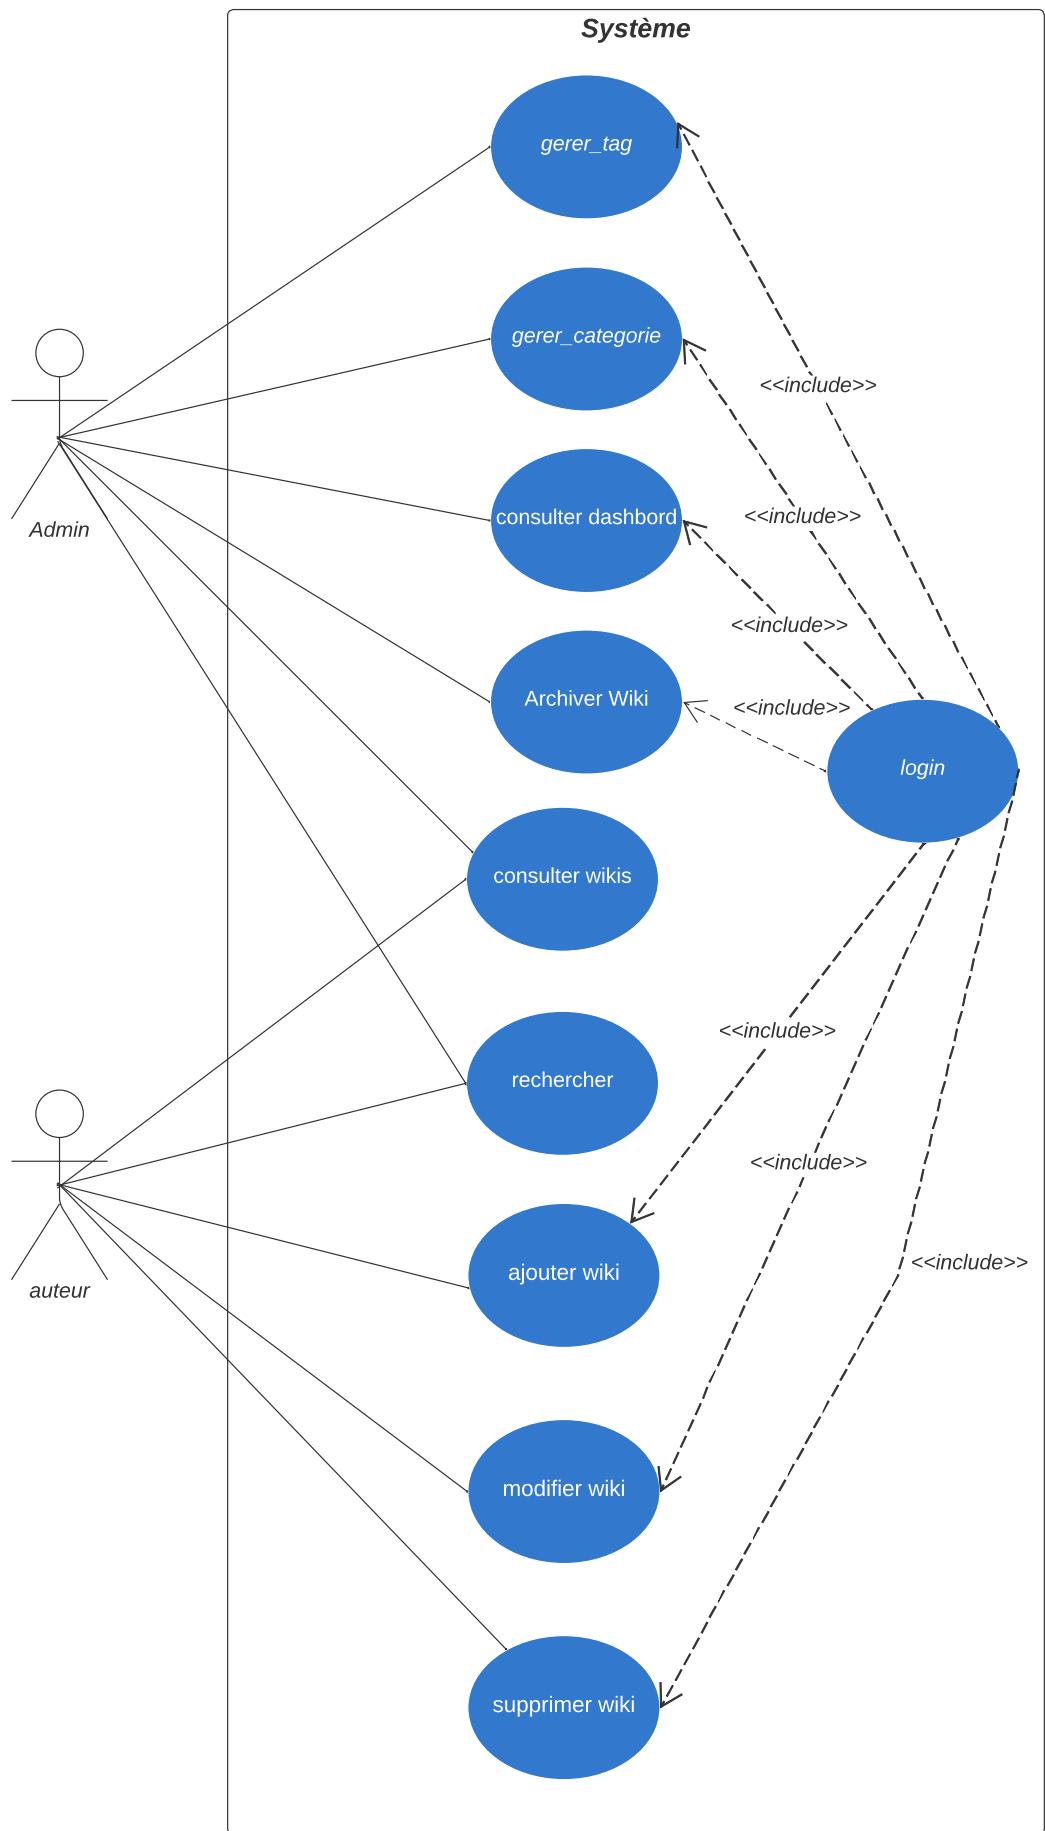 Système
gerer_tag
gerer_categorie
<<include>>
consulter dashbord
<<include>>
Admin
<<include>>
Archiver Wiki
<<include>>
login
consulter wikis
<<include>>
rechercher
<<include>>
ajouter wiki
<<include>>
auteur
modifier wiki
supprimer wiki